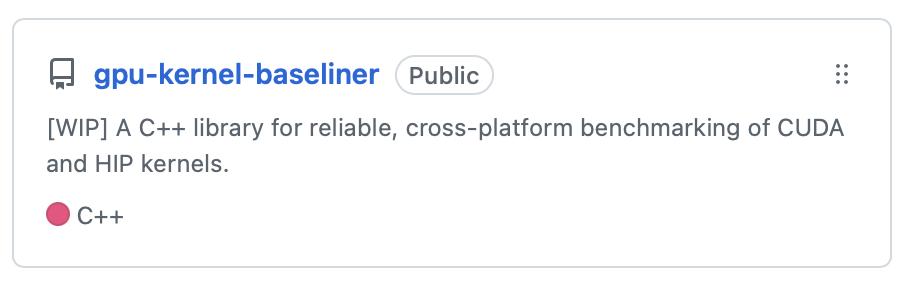 gpu-kernel-baseliner Public
[WIP] A C++ library for reliable, cross-platform benchmarking of CUDA
and HIP kernels.
C++